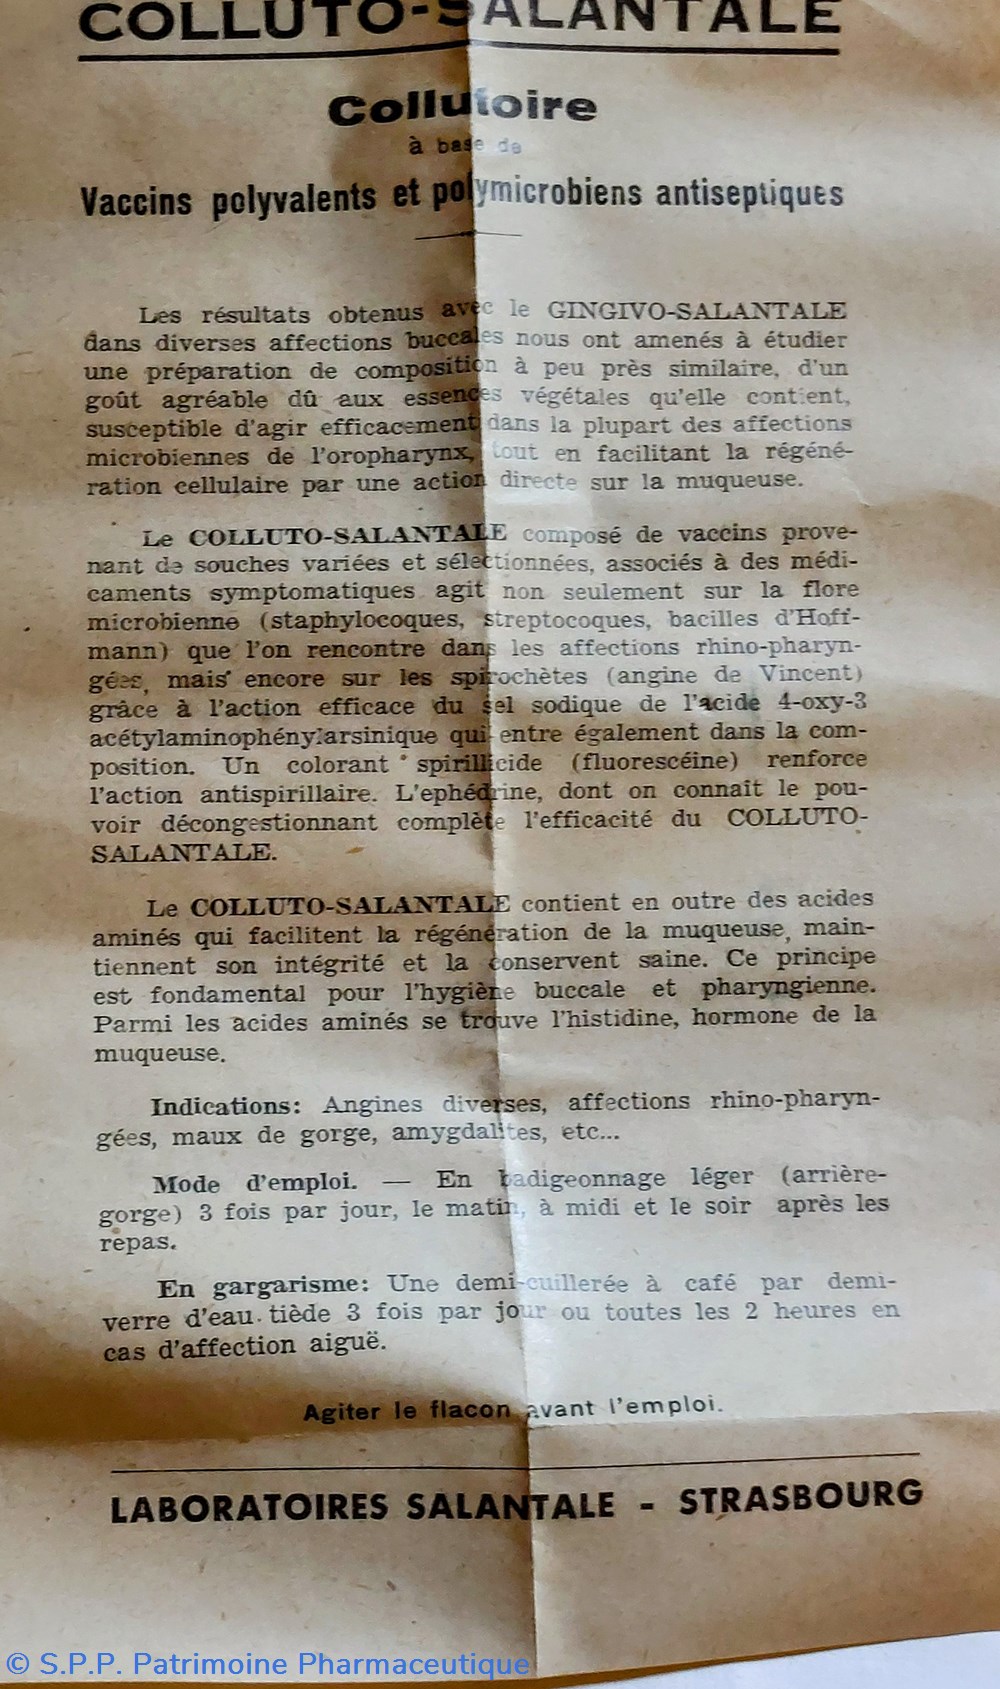 COLLUTO-SALANTALE
Collutoire
à base de
Vaccins polyvalents et polymicrobiens antiseptiques
Les résultats obtenus avec le GINGIVO-SALANTALE
dans diverses affections buccales nous ont amenés à étudier
une préparation de composition à peu près similaire, d'un
goût agréable dû aux essences végétales qu'elle contient,
susceptible d'agir efficacement dans la plupart des affections
microbiennes de l'oropharynx, tout en facilitant la régéné-
ration cellulaire par une action directe sur la muqueuse.
Le COLLUTO-SALANTALE composé de vaccins prove-
nant de souches variées et sélectionnées, associés à des médi-
caments symptomatiques agit non seulement sur la flore
microbienne (staphylocoques, streptocoques, bacilles d'Hoff-
mann) que l'on rencontre dans les affections rhino-pharyn-
gées, mais encore sur les spirochètes (angine de Vincent)
grâce à l'action efficace du sel sodique de l'acide 4-oxy-3
acétylaminophénylarsinique qui entre également dans la com-
position. Un colorant spirillicide (fluorescéine) renforce
l'action antispirillaire. L'ephédrine, dont on connaît le pou-
voir décongestionnant complète l'efficacité du COLLUTO-
SALANTALE.
Le COLLUTO-SALANTALE contient en outre des acides
aminés qui facilitent la régénération de la muqueuse, main-
tiennent son intégrité et la conservent saine. Ce principe
est fondamental pour l'hygiène buccale et pharyngienne.
Parmi les acides aminés se trouve l'histidine, hormone de la
muqueuse.
Indications: Angines diverses, affections rhino-pharyn-
gées, maux de gorge, amygdalites, etc...
Mode d'emploi. — En badigeonnage léger (arrière-
gorge) 3 fois par jour, le matin, à midi et le soir après les
repas.
En gargarisme: Une demi-cuillerée à café par demi-
verre d'eau tiède 3 fois par jour ou toutes les 2 heures en
cas d'affection aiguë.
Agiter le flacon avant l'emploi.
LABORATOIRES SALANTALE - STRASBOURG
© S.P.P. Patrimoine Pharmaceutique